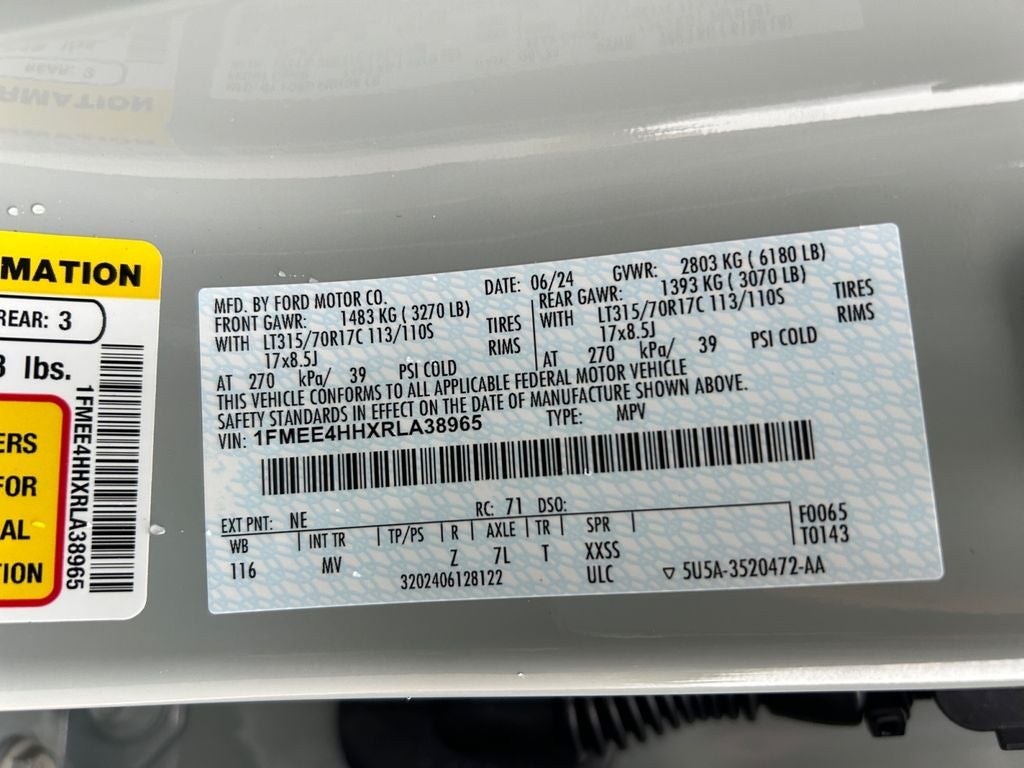 MATION
REAR: 3
lbs.
1FMEE4HHXRLA38965
ERS
FOR
AL
ION
MFD. BY FORD MOTOR CO. DATE: 06/24 GVWR: 2803 KG ( 6180 LB)
FRONT GAWR: 1483 KG ( 3270 LB) REAR GAWR: 1393 KG ( 3070 LB)
WITH LT315/70R17C 113/110S TIRES WITH LT315/70R17C 113/110S TIRES
17x8.5J RIMS 17x8.5J RIMS
AT 270 kPa/ 39 PSI COLD AT 270 kPa/ 39 PSI COLD
THIS VEHICLE CONFORMS TO ALL APPLICABLE FEDERAL MOTOR VEHICLE
SAFETY STANDARDS IN EFFECT ON THE DATE OF MANUFACTURE SHOWN ABOVE.
VIN: 1FMEE4HHXRLA38965 TYPE: MPV
EXT PNT: NE RC: 71 DSO: F0065
WB INT TR TP/PS R AXLE TR SPR T0143
116 MV Z 7L T XXSS
3202406128122 ULC ▽ 5U5A-3520472-AA